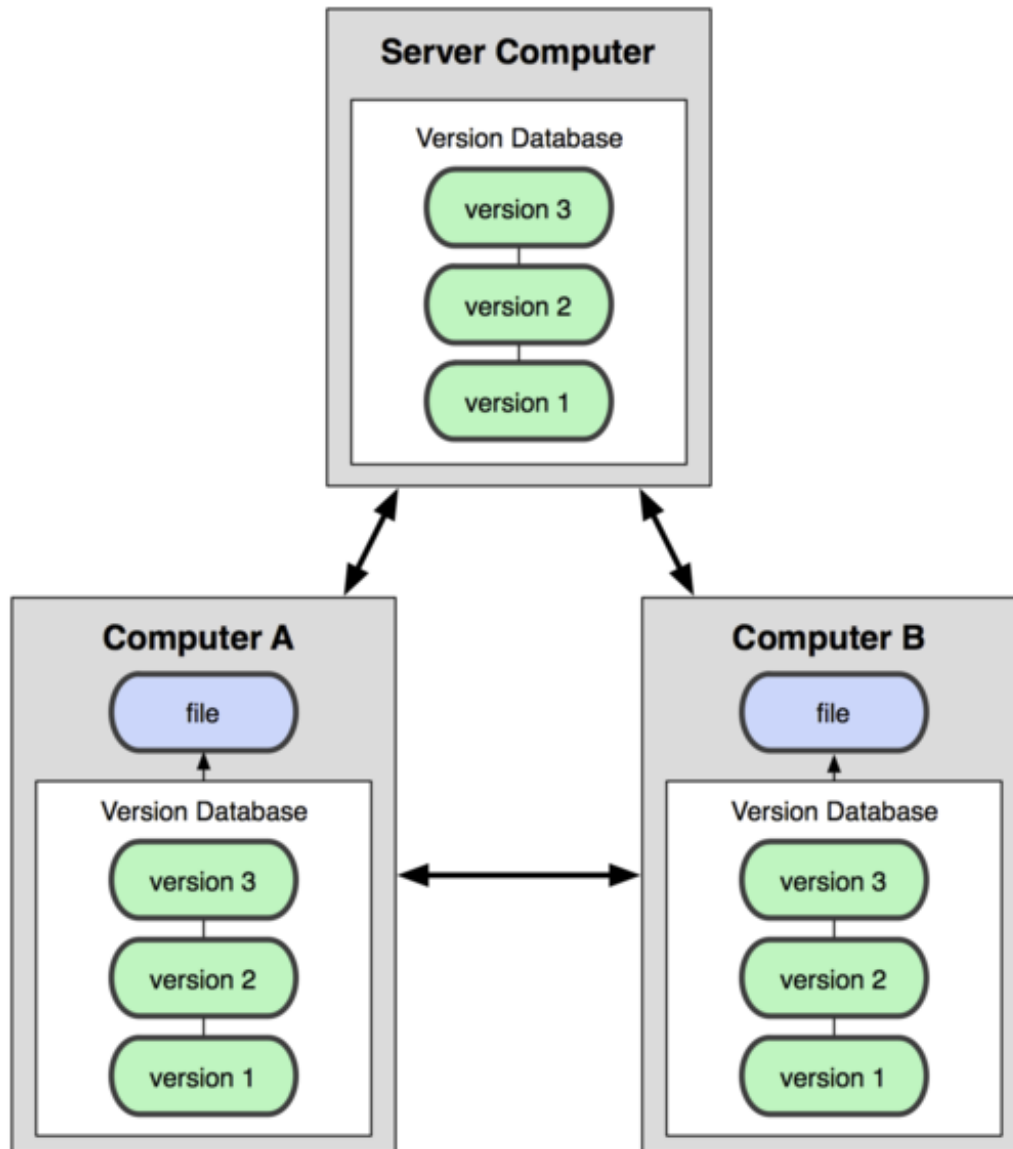 Server Computer
Version Database
version 3
version 2
version 1
Computer A
file
Version Database
version 3
version 2
version 1
Computer B
file
Version Database
version 3
version 2
version 1